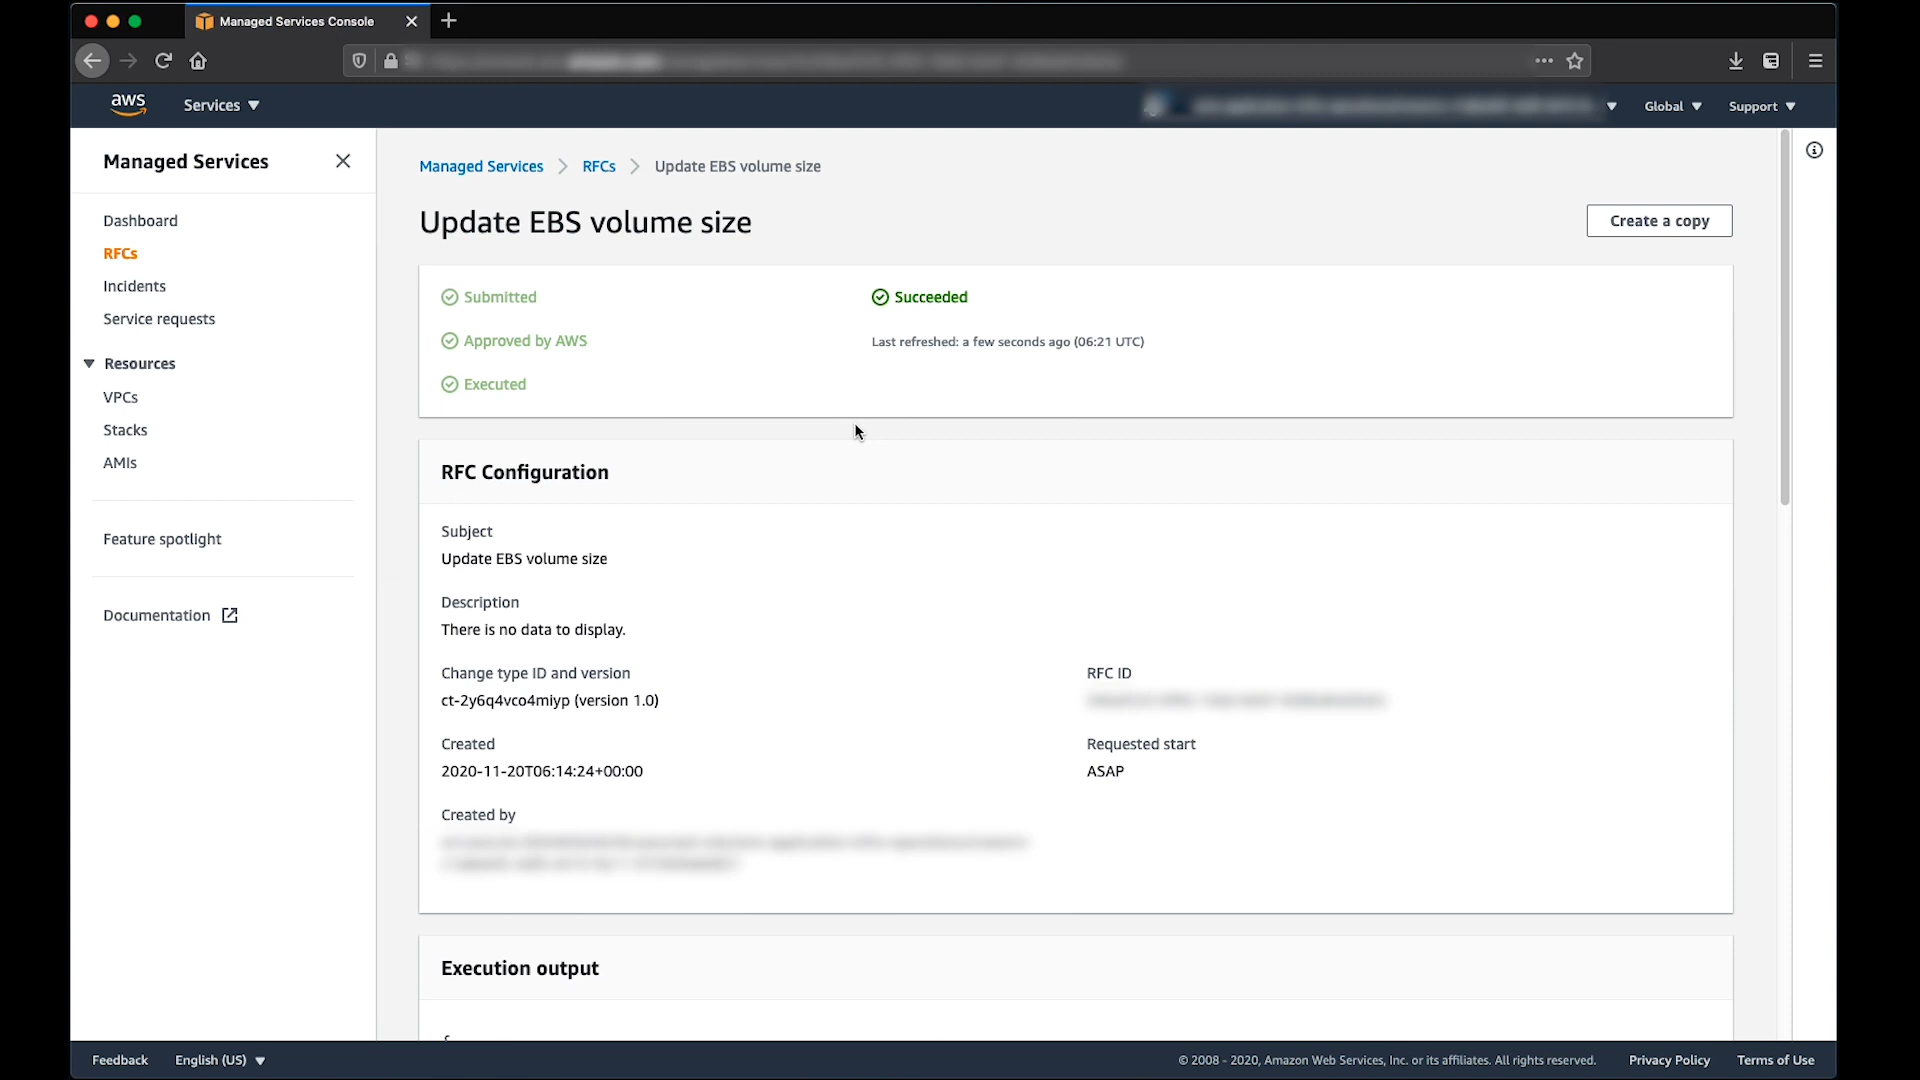 Managed Services Console
aws
Services
Global
Support
Managed Services
Dashboard
RFCs
Incidents
Service requests
Resources
VPCs
Stacks
AMIs
Feature spotlight
Documentation
Managed Services > RFCs > Update EBS volume size
Update EBS volume size
Create a copy
Submitted
Succeeded
Approved by AWS
Last refreshed: a few seconds ago (06:21 UTC)
Executed
RFC Configuration
Subject
Update EBS volume size
Description
There is no data to display.
Change type ID and version
ct-2y6q4vco4miyp (version 1.0)
RFC ID
Created
2020-11-20T06:14:24+00:00
Requested start
ASAP
Created by
Execution output
Feedback
English (US)
© 2008 - 2020, Amazon Web Services, Inc. or its affiliates. All rights reserved.
Privacy Policy
Terms of Use